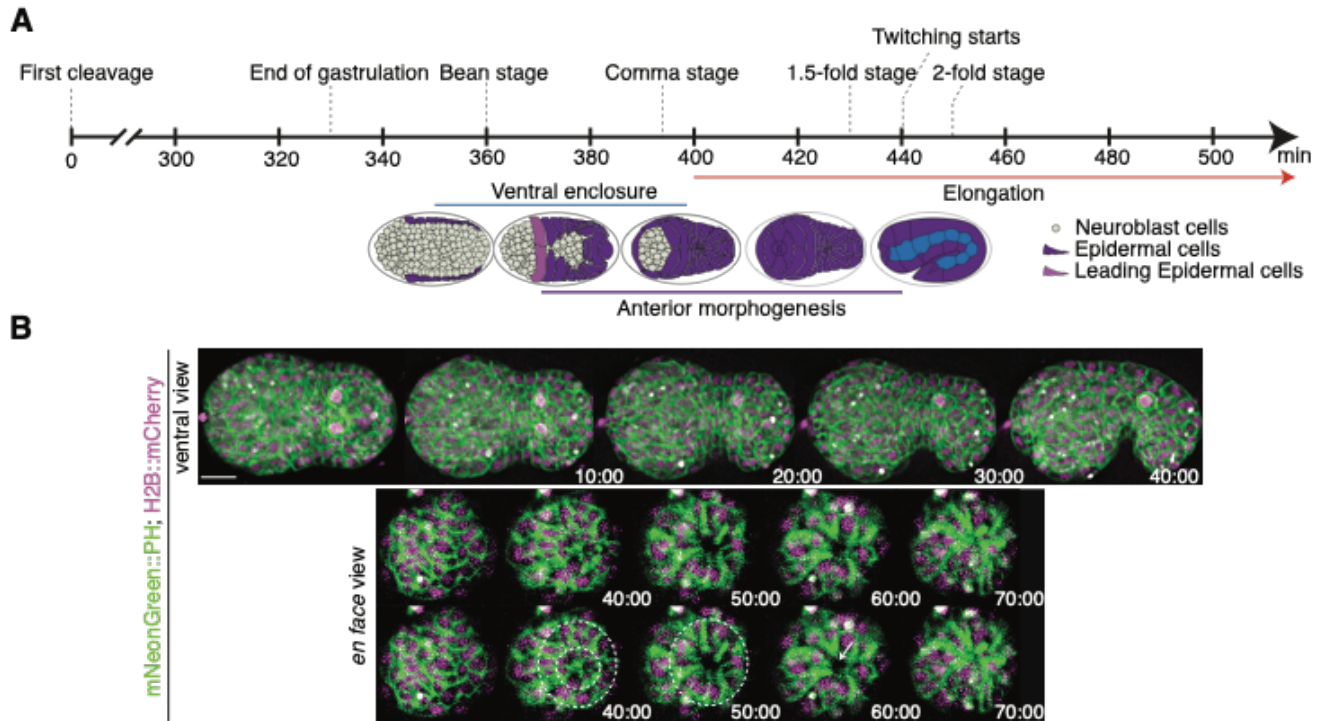 A
Twitching starts
First cleavage
End of gastrulation
Bean stage
Comma stage
1.5-fold stage
2-fold stage
0
300
320
340
360
380
400
420
440
460
480
500
min
Ventral enclosure
Elongation
Neuroblast cells
Epidermal cells
Leading Epidermal cells
Anterior morphogenesis
B
mNeonGreen::PH; H2B::mCherry
ventral view
10:00
20:00
30:00
40:00
en face view
40:00
50:00
60:00
70:00
40:00
50:00
60:00
70:00